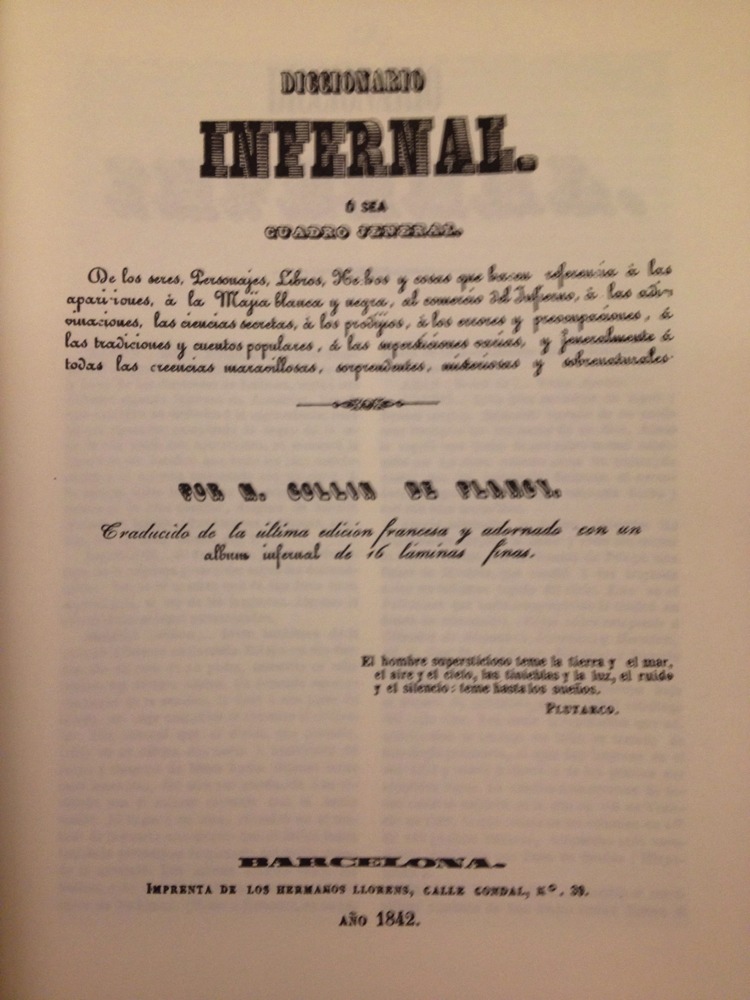 DICCIONARIO
INFERNAL.
Ó SEA
CUADRO JENERAL.
De los seres, Personajes, Libros, Hechos y cosas que hacen referencia á las
apariciones, á la Majia blanca y negra, al comercio del Infierno, á las adi-
vinaciones, las ciencias secretas, á los prodijios, á los errores y preocupaciones, á
las tradiciones y cuentos populares, á las supersticiones varias, y jeneralmente á
todas las creencias maravillosas, sorprendentes, misteriosas y sobrenaturales.
POR M. COLLIN DE PLANCY.
Traducido de la última edicion francesa y adornado con un
album infernal de 16 láminas finas.
El hombre supersticioso teme la tierra y el mar,
el aire y el cielo, las tinieblas y la luz, el ruido
y el silencio: teme hasta los sueños.
PLUTARCO.
BARCELONA.
IMPRENTA DE LOS HERMANOS LLORENS, CALLE CONDAL, Nº. 39.
AÑO 1842.